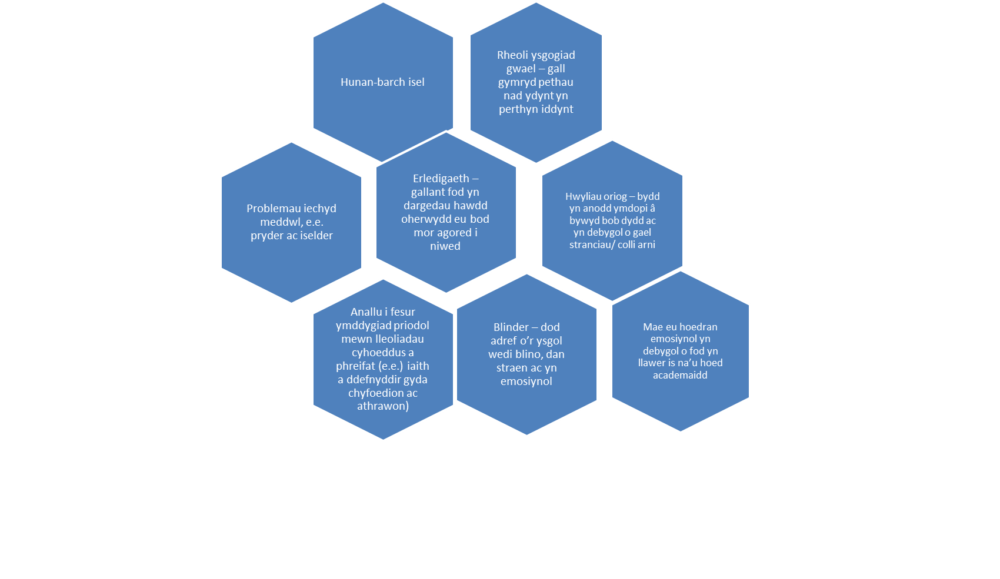 Hunan-barch isel
Rheoli ysgogiad
gwael – gall
gymryd pethau
nad ydynt yn
perthyn iddynt
Problemau iechyd
meddwl, e.e.
pryder ac iselder
Erledigaeth –
gallant fod yn
dargedau hawdd
oherwydd eu bod
mor agored i
niwed
Hwyliau oriog – bydd
yn anodd ymdopi â
bywyd bob dydd ac
yn debygol o gael
stranciau/ colli arni
Anallu i fesur
ymddygiad priodol
mewn lleoliadau
cyhoeddus a
phreifat (e.e.) iaith
a ddefnyddir gyda
chyfoedion ac
athrawon)
Blinder – dod
adref o’r ysgol
wedi blino, dan
straen ac yn
emosiynol
Mae eu hoedran
emosiynol yn
debygol o fod yn
llawer is na’u hoed
academaidd